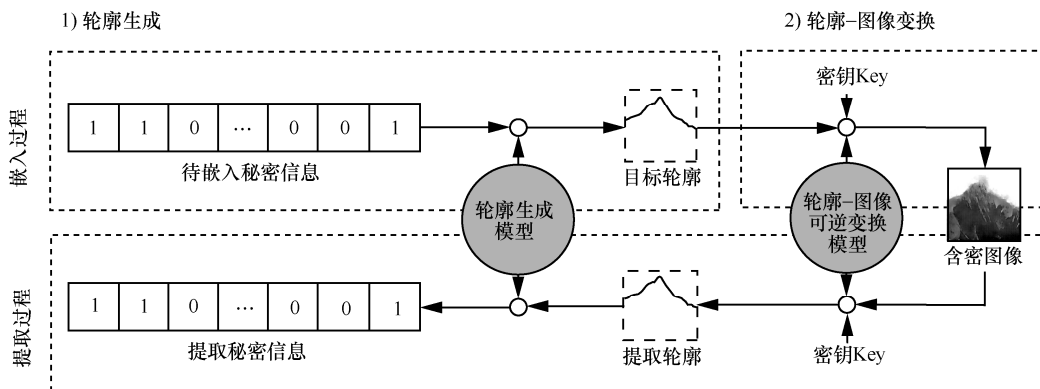 1) 轮廓生成
2) 轮廓-图像变换
嵌入过程
密钥Key
1 1 0 … 0 0 1
待嵌入秘密信息
目标轮廓
轮廓生成
模型
轮廓-图像
可逆变换
模型
含密图像
提取过程
1 1 0 … 0 0 1
提取秘密信息
提取轮廓
密钥Key